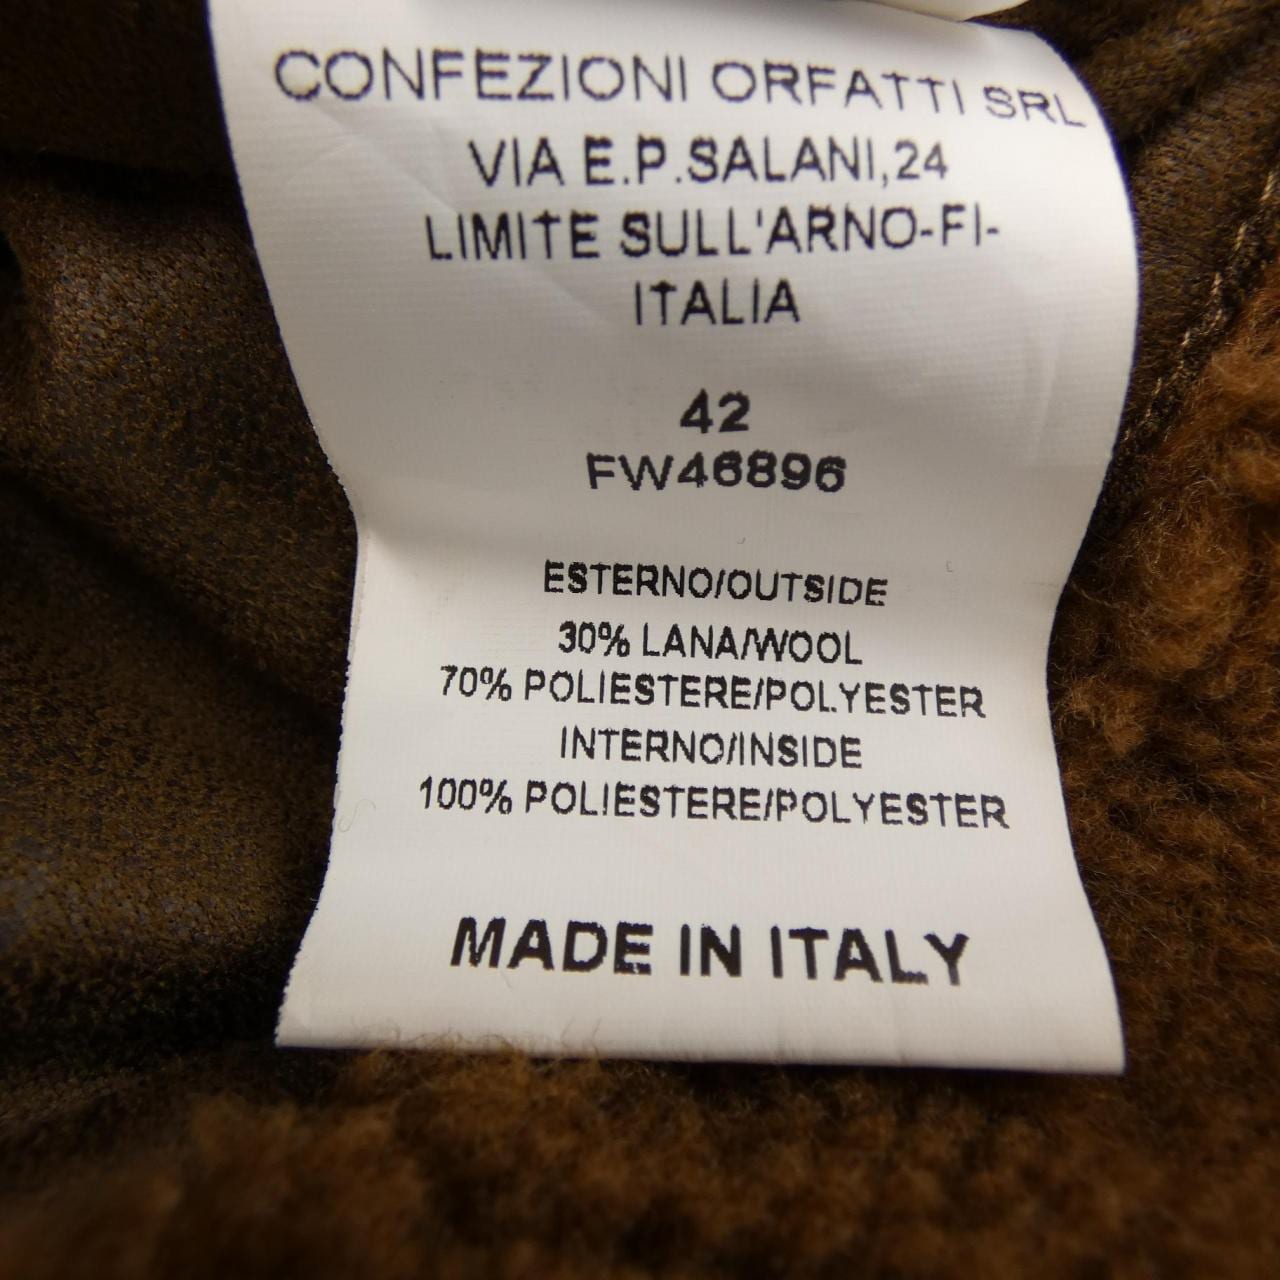 CONFEZIONI ORFATTI SRL
VIA E.P.SALANI,24
LIMITE SULL'ARNO-FI-
ITALIA
42
FW46896
ESTERNO/OUTSIDE
30% LANA/WOOL
70% POLIESTERE/POLYESTER
INTERNO/INSIDE
100% POLIESTERE/POLYESTER
MADE IN ITALY